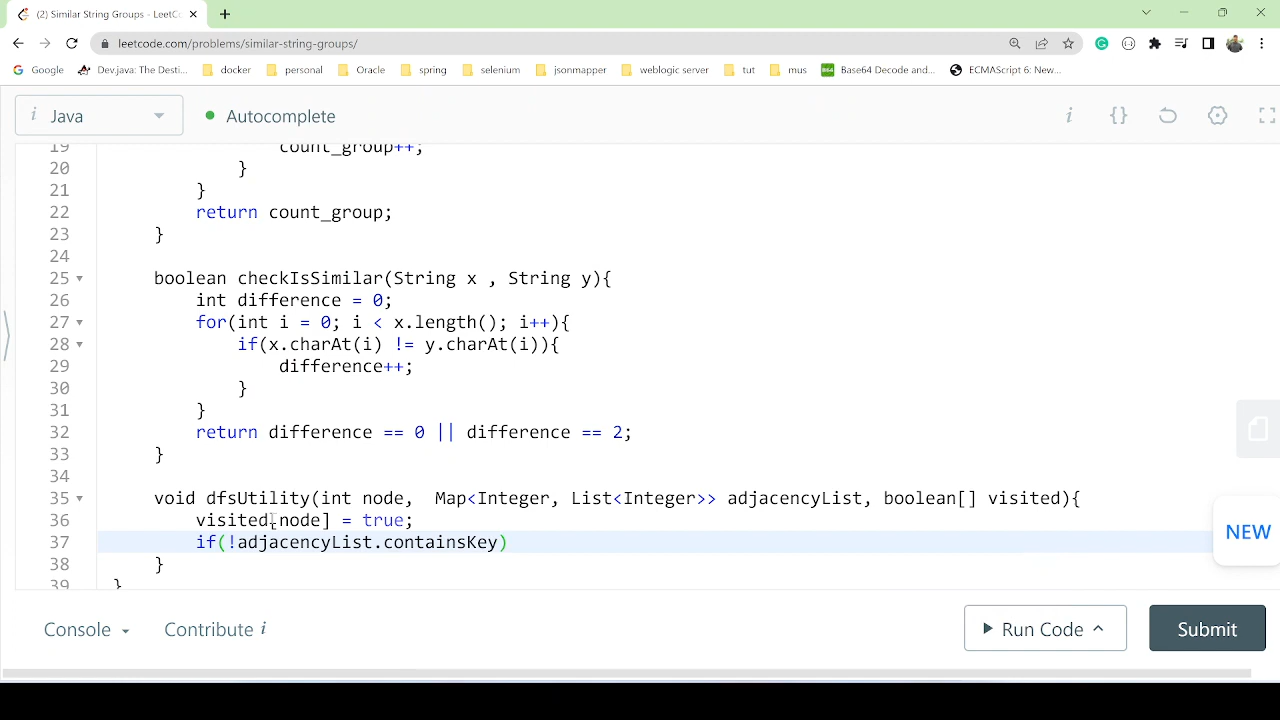 (2) Similar String Groups - LeetC
leetcode.com/problems/similar-string-groups/
Google
Dev.java: The Desti...
docker
personal
Oracle
spring
selenium
jsonmapper
weblogic server
tut
mus
Base64 Decode and...
ECMAScript 6: New...
i Java
Autocomplete
19 count_group++;
20 }
21 }
22 return count_group;
23 }
24
25 boolean checkIsSimilar(String x , String y){
26 int difference = 0;
27 for(int i = 0; i < x.length(); i++){
28 if(x.charAt(i) != y.charAt(i)){
29 difference++;
30 }
31 }
32 return difference == 0 || difference == 2;
33 }
34
35 void dfsUtility(int node, Map<Integer, List<Integer>> adjacencyList, boolean[] visited){
36 visited[node] = true;
37 if(!adjacencyList.containsKey)
38 }
39 }
NEW
Console
Contribute i
Run Code
Submit